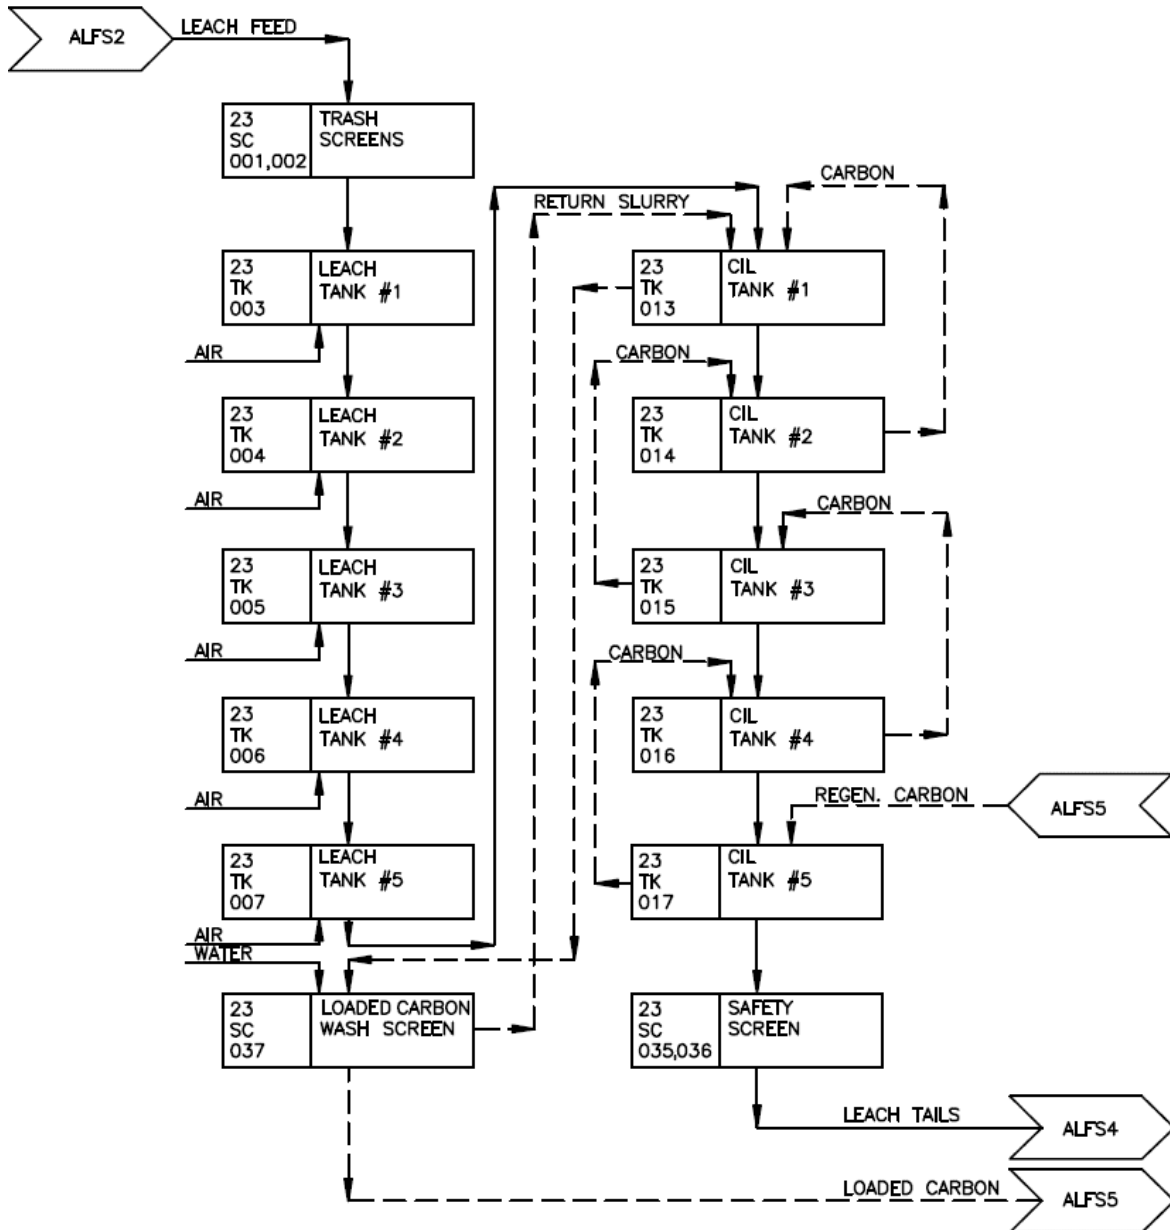 ALFS2
LEACH FEED
23
SC
001,002
TRASH
SCREENS
CARBON
RETURN SLURRY
23
TK
003
LEACH
TANK #1
23
TK
013
CIL
TANK #1
AIR
CARBON
23
TK
004
LEACH
TANK #2
23
TK
014
CIL
TANK #2
AIR
CARBON
23
TK
005
LEACH
TANK #3
23
TK
015
CIL
TANK #3
AIR
CARBON
23
TK
006
LEACH
TANK #4
23
TK
016
CIL
TANK #4
AIR
REGEN. CARBON
ALFS5
23
TK
007
LEACH
TANK #5
23
TK
017
CIL
TANK #5
AIR
WATER
23
SC
037
LOADED CARBON
WASH SCREEN
23
SC
035,036
SAFETY
SCREEN
LEACH TAILS
ALFS4
LOADED CARBON
ALFS5